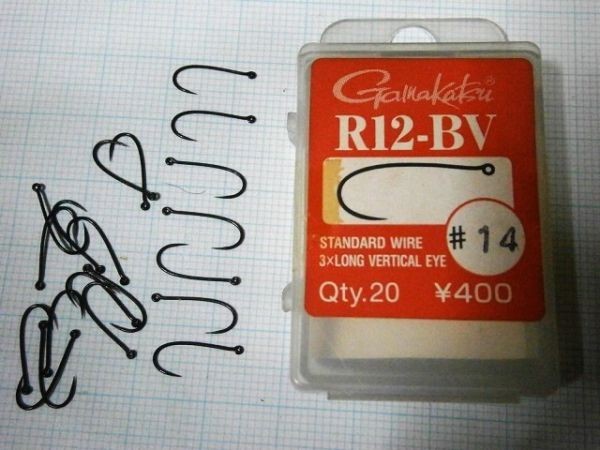 Gamakatsu®
R12-BV
STANDARD WIRE
3×LONG VERTICAL EYE
#14
Qty.20 ¥400